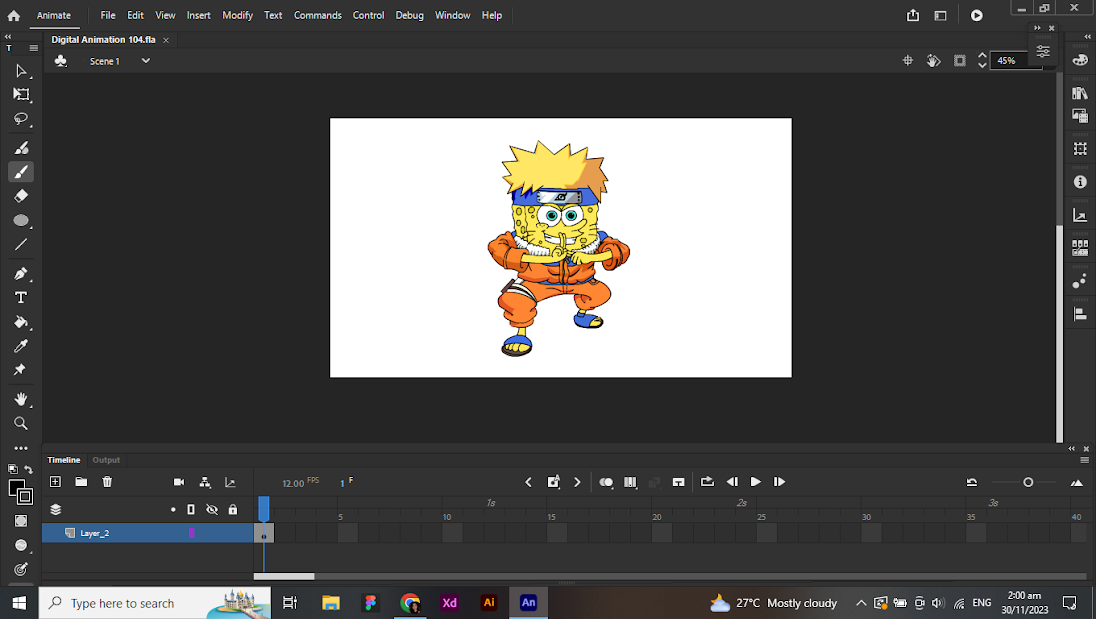 Animate File Edit View Insert Modify Text Commands Control Debug Window Help
Digital Animation 104.fla
T
Scene 1
45%
Timeline Output
12.00 FPS 1 F
1s 2s 3s
5 10 15 20 25 30 35 40
Layer_2
Type here to search
Xd Ai An
27°C Mostly cloudy
ENG
2:00 am
30/11/2023